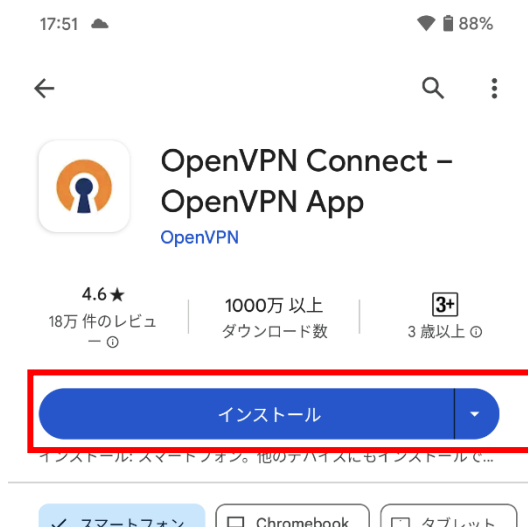 17:51 88%
OpenVPN Connect –
OpenVPN App
OpenVPN
4.6★
18万 件のレビュ
ー
1000万 以上
ダウンロード数
3+
3 歳以上
インストール
インストール: スマートフォン。他のデバイスにもインストールで...
スマートフォン Chromebook タブレット